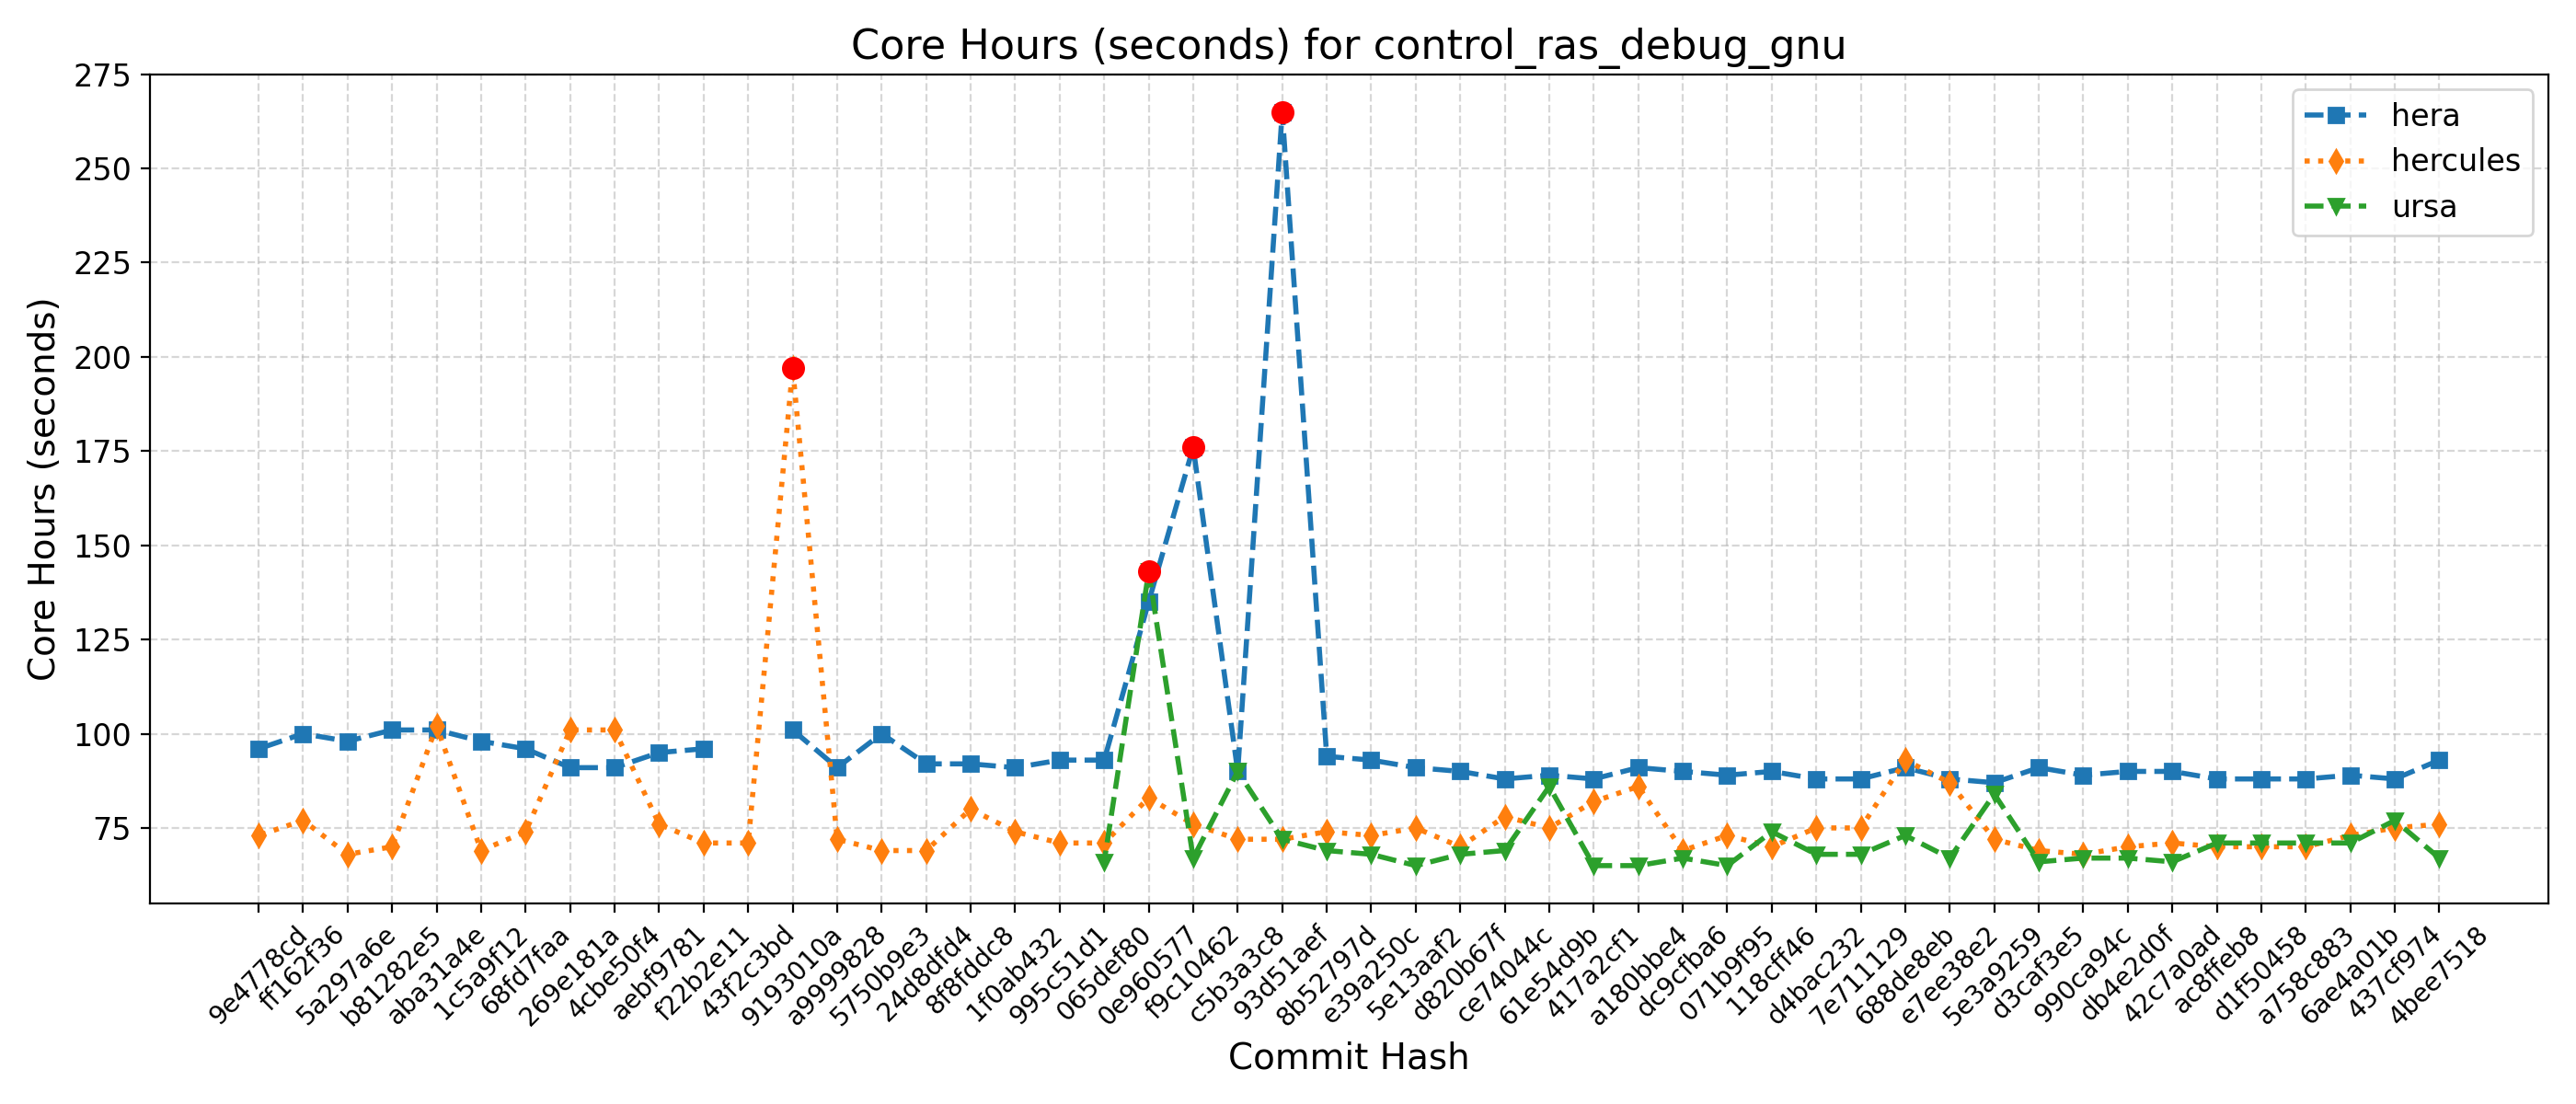 Core Hours (seconds) for control_ras_debug_gnu
Core Hours (seconds)
275
250
225
200
175
150
125
100
75
hera
hercules
ursa
9e4778cd
ff162f36
5a297a6e
b81282e5
aba31a4e
1c5a9f12
68fd7faa
269e181a
4cbe50f4
aebf9781
f22b2e11
43f2c3bd
9193010a
a9999828
5750b9e3
24d8dfd4
8f8fddc8
1f0ab432
995c51d1
065def80
0e960577
f9c10462
c5b3a3c8
93d51aef
8b52797d
e39a250c
5e13aaf2
d820b67f
ce74044c
61e54d9b
417a2cf1
a180bbe4
dc9cfba6
071b9f95
118cff46
d4bac232
7e711129
688de8eb
e7ee38e2
5e3a9259
d3caf3e5
990ca94c
db4e2d0f
42c7a0ad
ac8ffeb8
d1f50458
a758c883
6ae4a01b
437cf974
4bee7518
Commit Hash